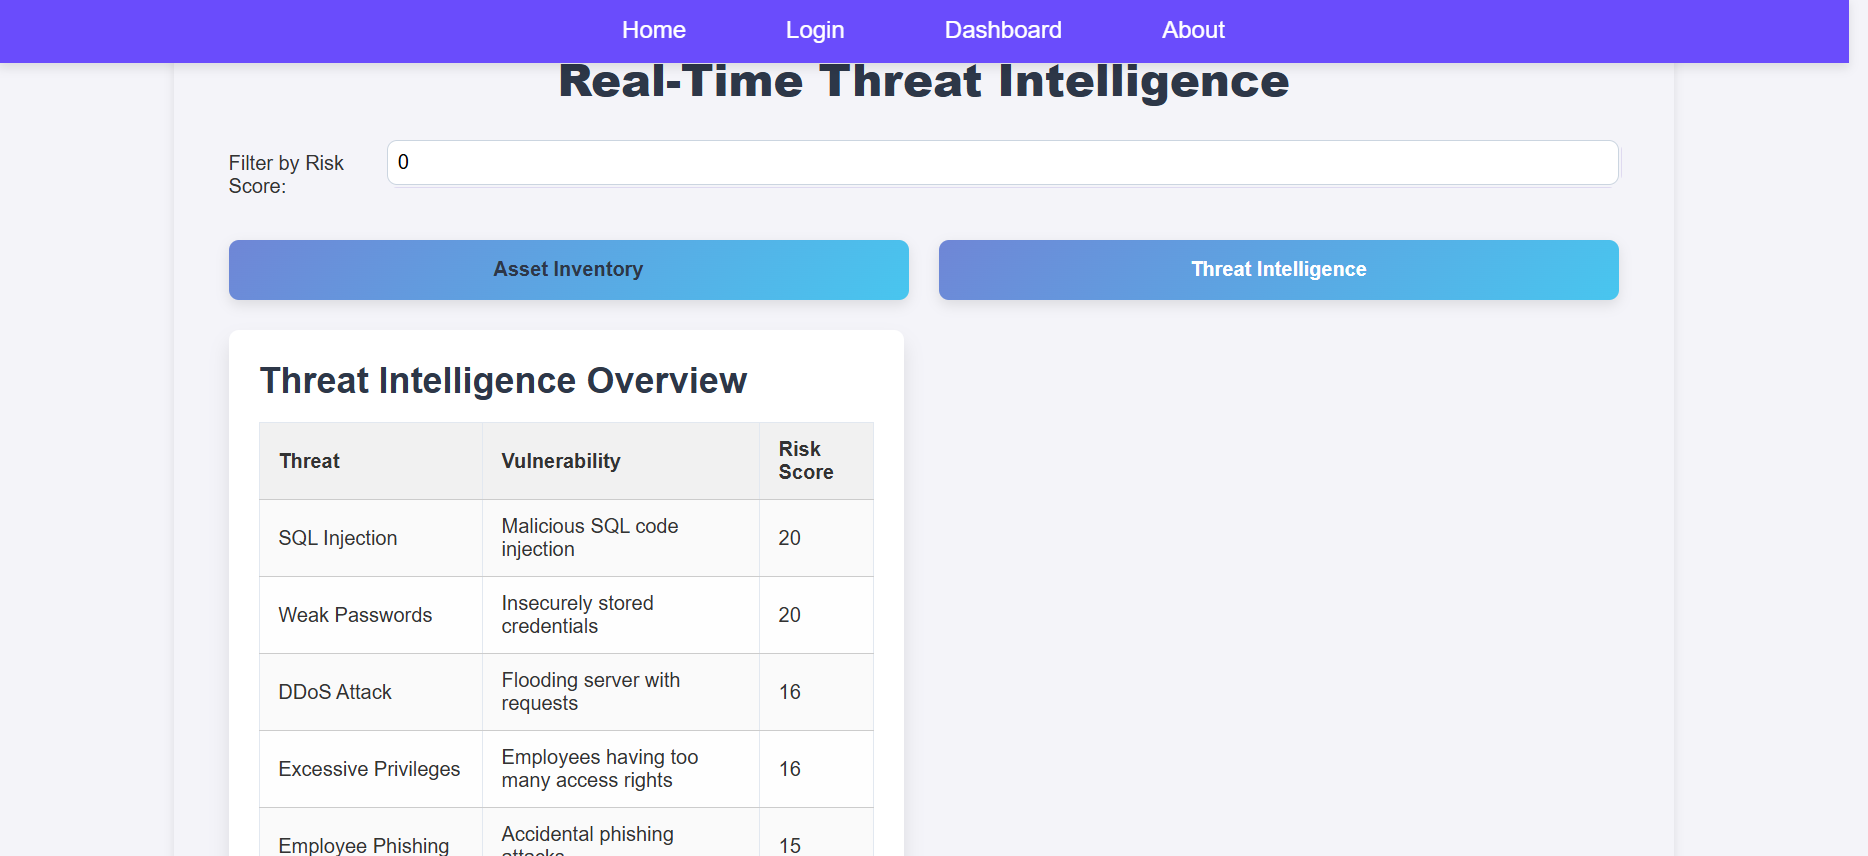 Home Login Dashboard About
Real-Time Threat Intelligence
Filter by Risk
Score:
0
Asset Inventory
Threat Intelligence
Threat Intelligence Overview
Threat Vulnerability Risk
Score
SQL Injection Malicious SQL code
injection 20
Weak Passwords Insecurely stored
credentials 20
DDoS Attack Flooding server with
requests 16
Excessive Privileges Employees having too
many access rights 16
Employee Phishing Accidental phishing
attacks 15